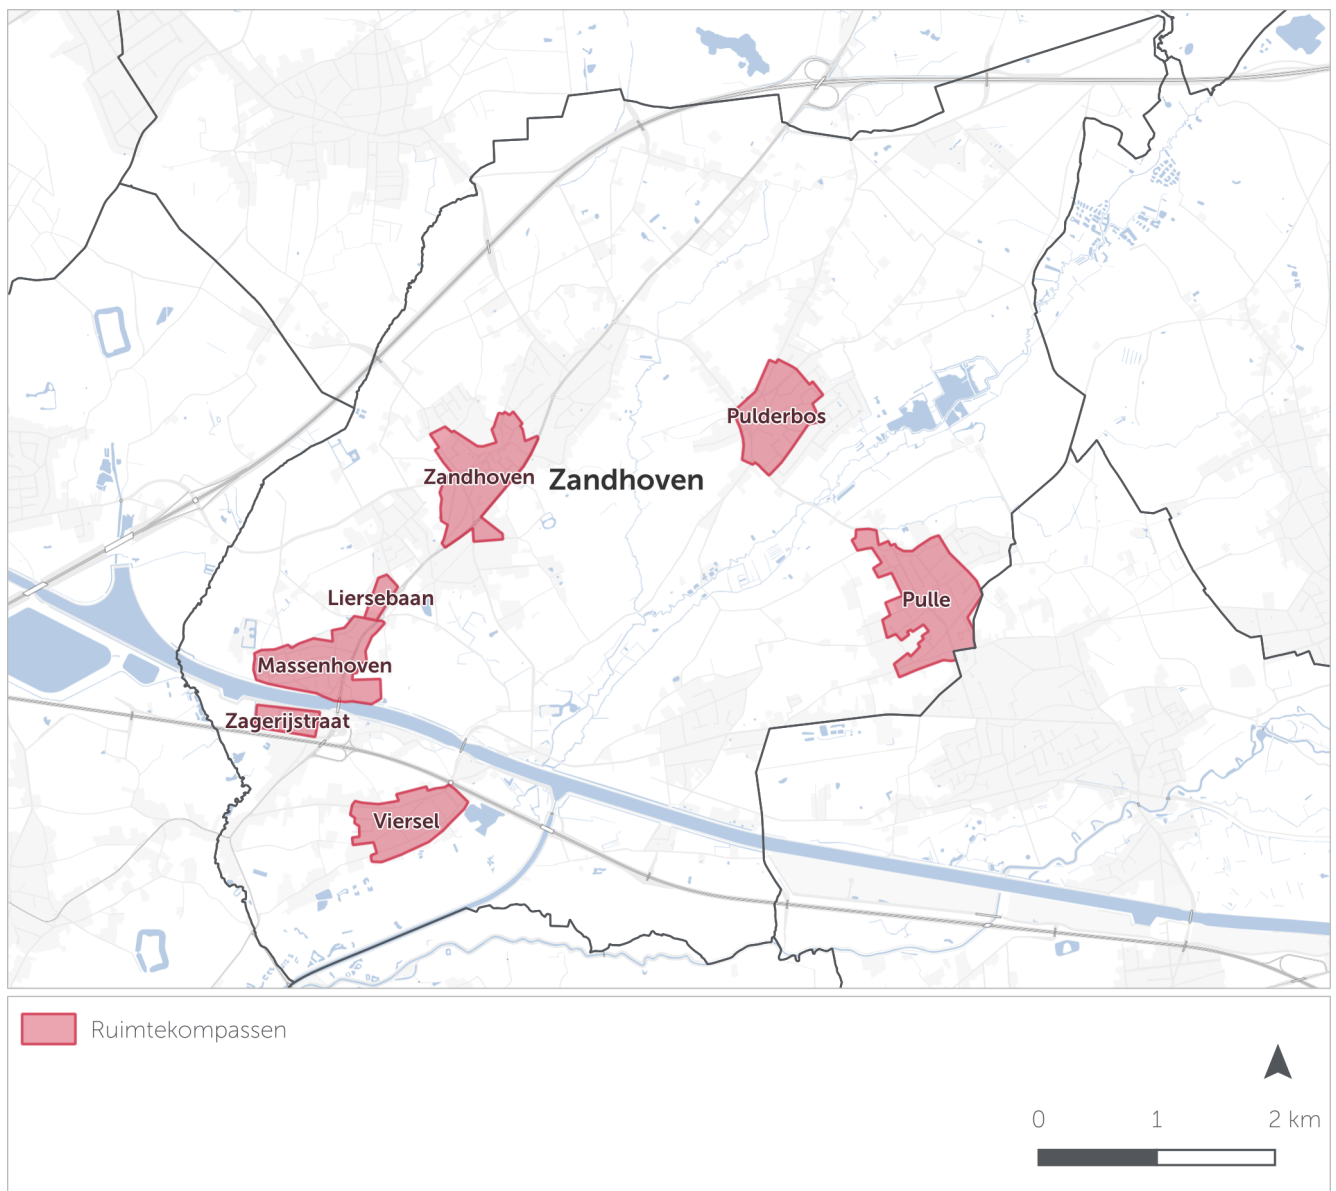 Pulderbos
Zandhoven
Zandhoven
Liersebaan
Pulle
Massenhoven
Zagerijstraat
Viersel
Ruimtekompassen
0 1 2 km